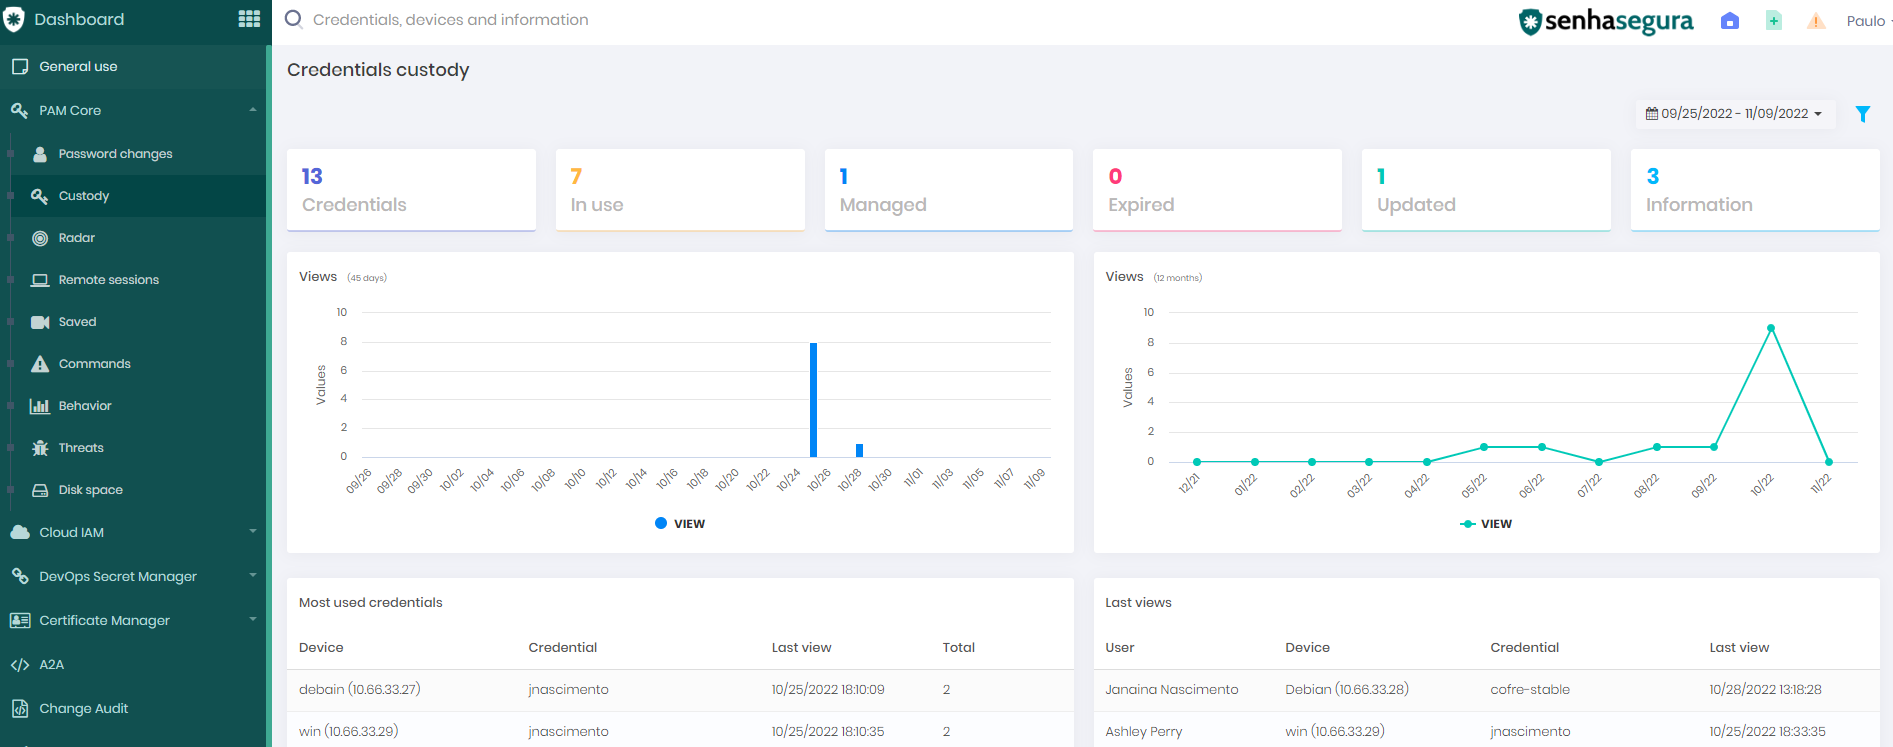 Dashboard
Credentials, devices and information
senhasegura
Paulo
General use
PAM Core
Password changes
Custody
Radar
Remote sessions
Saved
Commands
Behavior
Threats
Disk space
Cloud IAM
DevOps Secret Manager
Certificate Manager
A2A
Change Audit
Credentials custody
09/25/2022 - 11/09/2022
13
Credentials
7
In use
1
Managed
0
Expired
1
Updated
3
Information
Views (45 days)
10
8
6
4
2
0
Values
09/26 09/28 09/30 10/02 10/04 10/06 10/08 10/10 10/12 10/14 10/16 10/18 10/20 10/22 10/24 10/26 10/28 10/30 11/01 11/03 11/05 11/07 11/09
VIEW
Views (12 months)
10
8
6
4
2
0
Values
12/21 01/22 02/22 03/22 04/22 05/22 06/22 07/22 08/22 09/22 10/22 11/22
VIEW
Most used credentials
Device Credential Last view Total
debain (10.66.33.27) jnascimento 10/25/2022 18:10:09 2
win (10.66.33.29) jnascimento 10/25/2022 18:10:35 2
Last views
User Device Credential Last view
Janaina Nascimento Debian (10.66.33.28) cofre-stable 10/28/2022 13:18:28
Ashley Perry win (10.66.33.29) jnascimento 10/25/2022 18:33:35